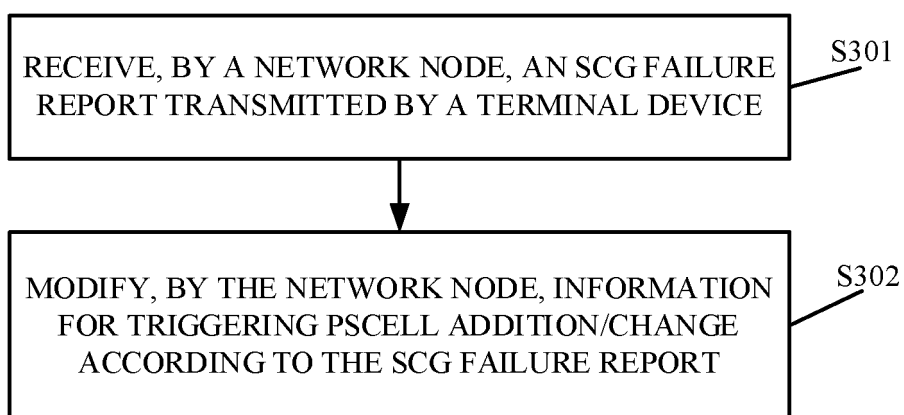 RECEIVE, BY A NETWORK NODE, AN SCG FAILURE
REPORT TRANSMITTED BY A TERMINAL DEVICE
S301
MODIFY, BY THE NETWORK NODE, INFORMATION
FOR TRIGGERING PSCELL ADDITION/CHANGE
ACCORDING TO THE SCG FAILURE REPORT
S302